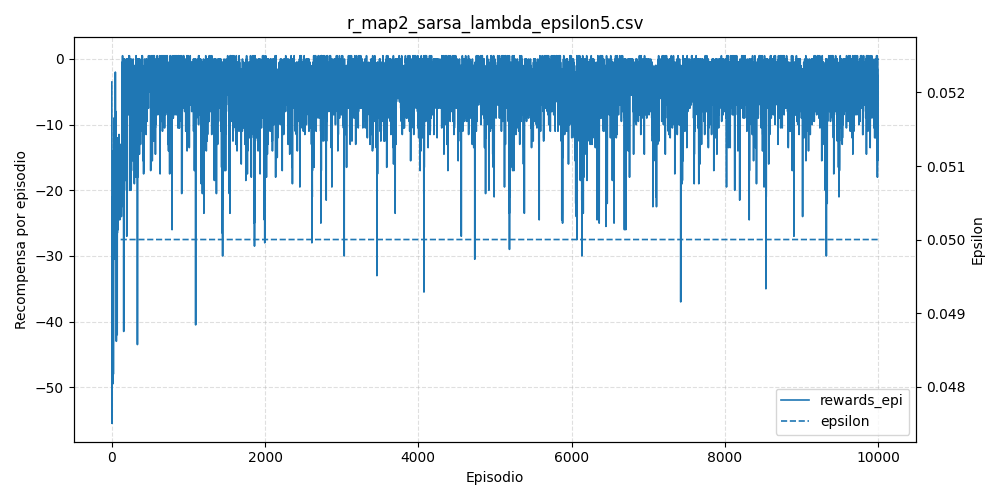 r_map2_sarsa_lambda_epsilon5.csv
0
−10
−20
−30
−40
−50
Recompensa por episodio
0.052
0.051
0.050
0.049
0.048
Epsilon
rewards_epi
epsilon
0 2000 4000 6000 8000 10000
Episodio